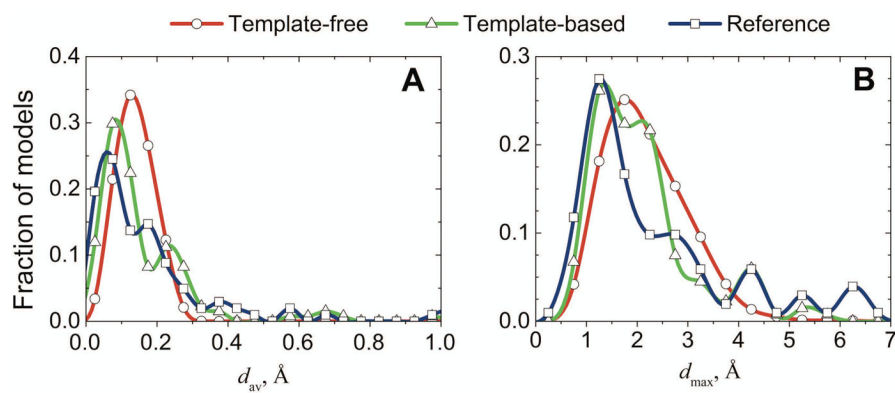 Template-free Template-based Reference
A B
0.4 0.3 0.2 0.1 0.0
0.3 0.2 0.1 0.0
Fraction of models
0.0 0.2 0.4 0.6 0.8 1.0
0 1 2 3 4 5 6 7
d_av, Å d_max, Å